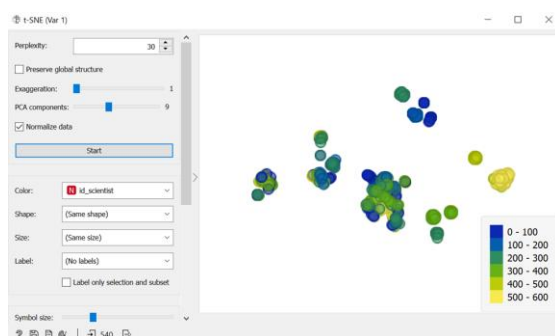 t-SNE (Var 1)
Perplexity: 30
Preserve global structure
Exaggeration: 1
PCA components: 9
Normalize data
Start
Color: N id_scientist
Shape: (Same shape)
Size: (Same size)
Label: (No labels)
Label only selection and subset
Symbol size:
540
0 - 100
100 - 200
200 - 300
300 - 400
400 - 500
500 - 600